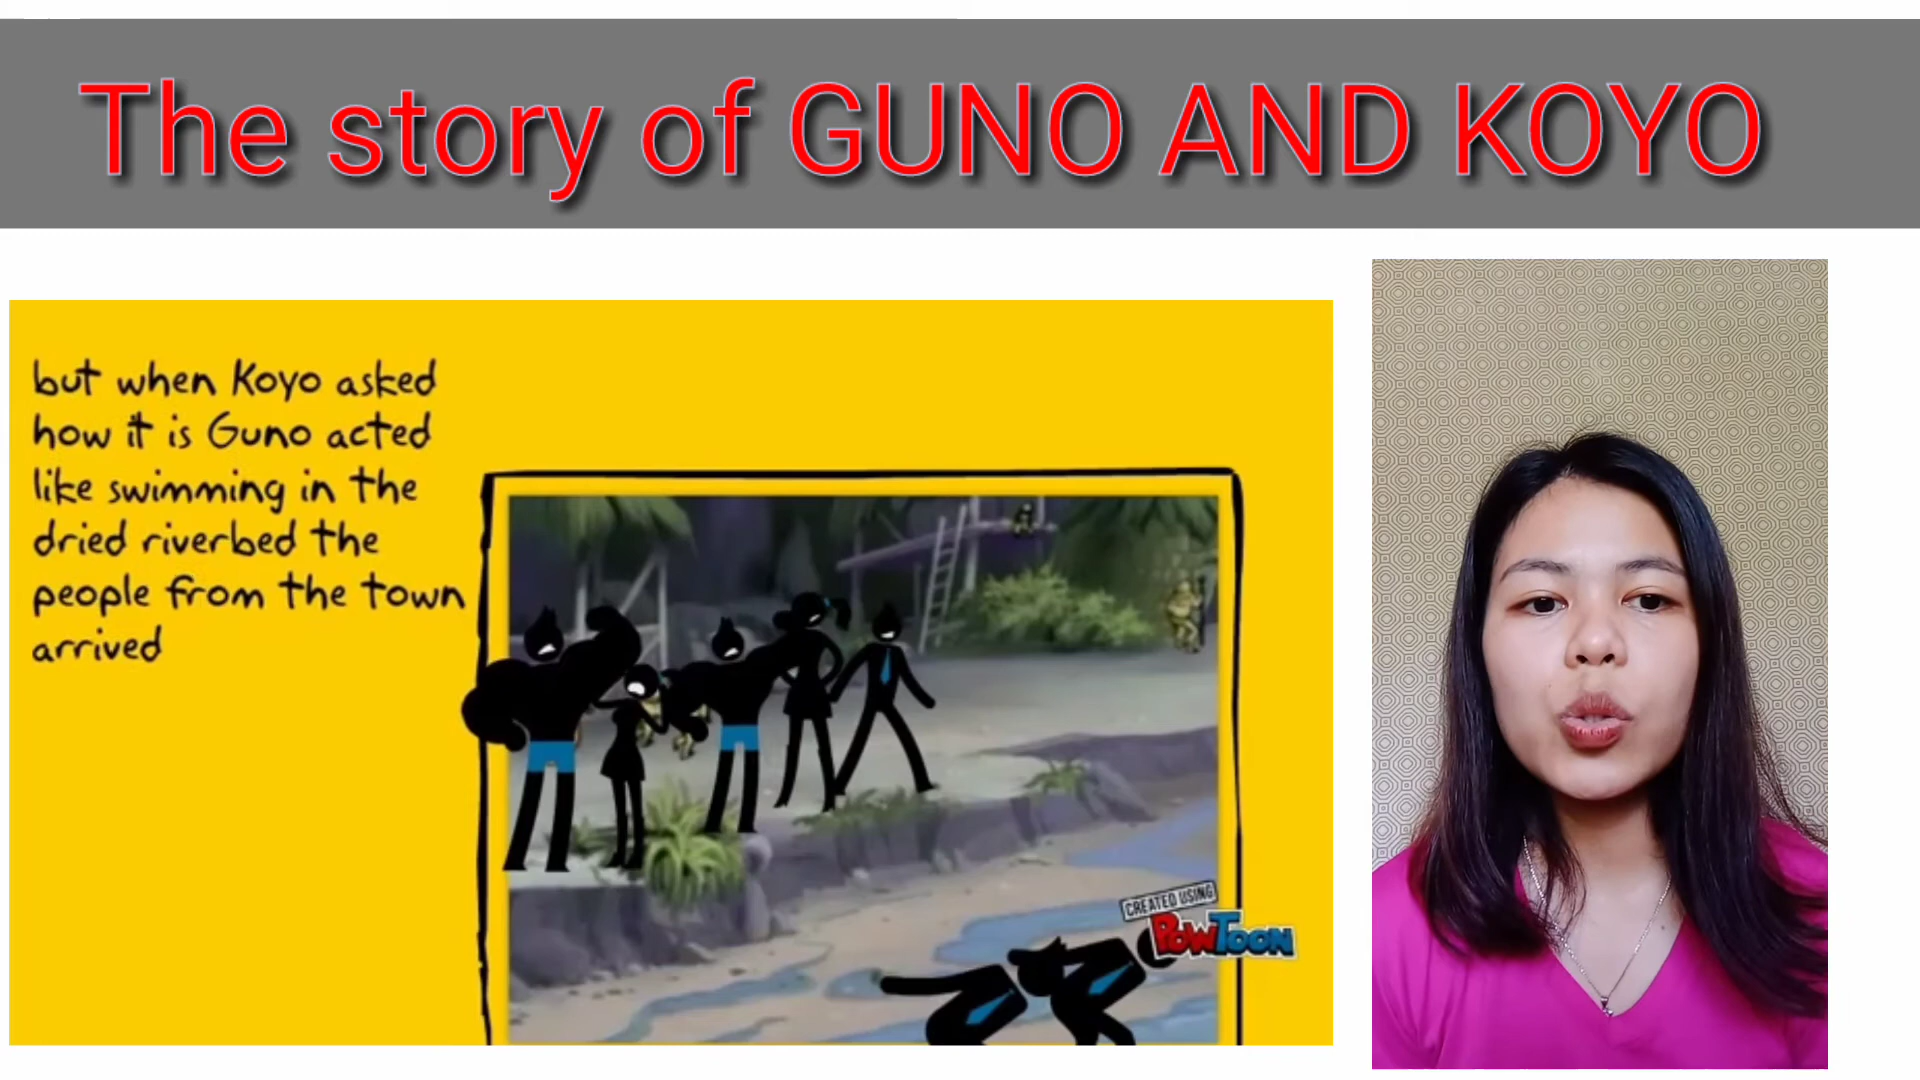 The story of GUNO AND KOYO
but when Koyo asked
how it is Guno acted
like swimming in the
dried riverbed the
people from the town
arrived
CREATED USING
POWTOON